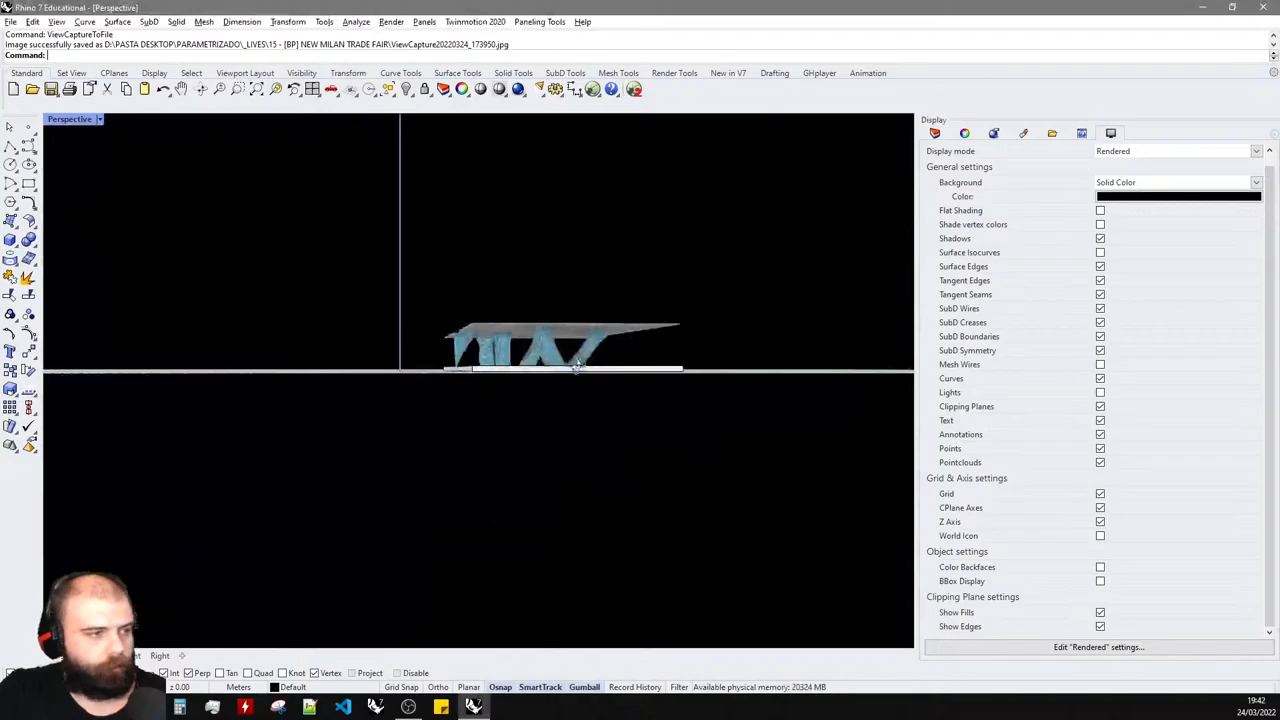 Rhino 7 Educational - [Perspective]
File Edit View Curve Surface SubD Solid Mesh Dimension Transform Tools Analyze Render Panels Twinmotion 2020 Paneling Tools Help
Command: ViewCaptureToFile
Image successfully saved as D:\PASTA DESKTOP\PARAMETRIZADO\_LIVES\15 - [BP] NEW MILAN TRADE FAIR\ViewCapture20220324_173950.jpg
Command:
Standard Set View CPlanes Display Select Viewport Layout Visibility Transform Curve Tools Surface Tools Solid Tools SubD Tools Mesh Tools Render Tools New in V7 Drafting GHplayer Animation
Perspective
Display
Display mode Rendered
General settings
Background Solid Color
Color:
Flat Shading
Shade vertex colors
Shadows
Surface Isocurves
Surface Edges
Tangent Edges
Tangent Seams
SubD Wires
SubD Creases
SubD Boundaries
SubD Symmetry
Mesh Wires
Curves
Lights
Clipping Planes
Text
Annotations
Points
Pointclouds
Grid & Axis settings
Grid
CPlane Axes
Z Axis
World Icon
Object settings
Color Backfaces
BBox Display
Clipping Plane settings
Show Fills
Show Edges
Edit "Rendered" settings...
Right
Int Perp Tan Quad Knot Vertex Project Disable
z 0.00 Meters Default Grid Snap Ortho Planar Osnap SmartTrack Gumball Record History Filter Available physical memory: 20324 MB
19:42
24/03/2022